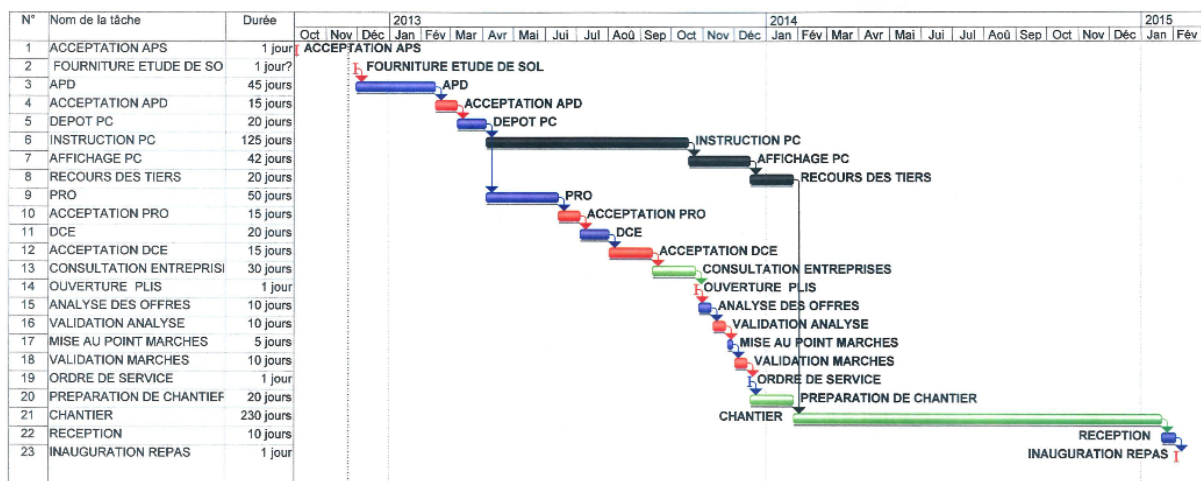 N° Nom de la tâche Durée 2013 2014 2015
Oct Nov Déc Jan Fév Mar Avr Mai Jui Jul Aoû Sep Oct Nov Déc Jan Fév Mar Avr Mai Jui Jul Aoû Sep Oct Nov Déc Jan Fév
1 ACCEPTATION APS 1 jour ACCEPTATION APS
2 FOURNITURE ETUDE DE SO 1 jour? FOURNITURE ETUDE DE SOL
3 APD 45 jours APD
4 ACCEPTATION APD 15 jours ACCEPTATION APD
5 DEPOT PC 20 jours DEPOT PC
6 INSTRUCTION PC 125 jours INSTRUCTION PC
7 AFFICHAGE PC 42 jours AFFICHAGE PC
8 RECOURS DES TIERS 20 jours RECOURS DES TIERS
9 PRO 50 jours PRO
10 ACCEPTATION PRO 15 jours ACCEPTATION PRO
11 DCE 20 jours DCE
12 ACCEPTATION DCE 15 jours ACCEPTATION DCE
13 CONSULTATION ENTREPRISI 30 jours CONSULTATION ENTREPRISES
14 OUVERTURE PLIS 1 jour OUVERTURE PLIS
15 ANALYSE DES OFFRES 10 jours ANALYSE DES OFFRES
16 VALIDATION ANALYSE 10 jours VALIDATION ANALYSE
17 MISE AU POINT MARCHES 5 jours MISE AU POINT MARCHES
18 VALIDATION MARCHES 10 jours VALIDATION MARCHES
19 ORDRE DE SERVICE 1 jour ORDRE DE SERVICE
20 PREPARATION DE CHANTIER 20 jours PREPARATION DE CHANTIER
21 CHANTIER 230 jours CHANTIER
22 RECEPTION 10 jours RECEPTION
23 INAUGURATION REPAS 1 jour INAUGURATION REPAS